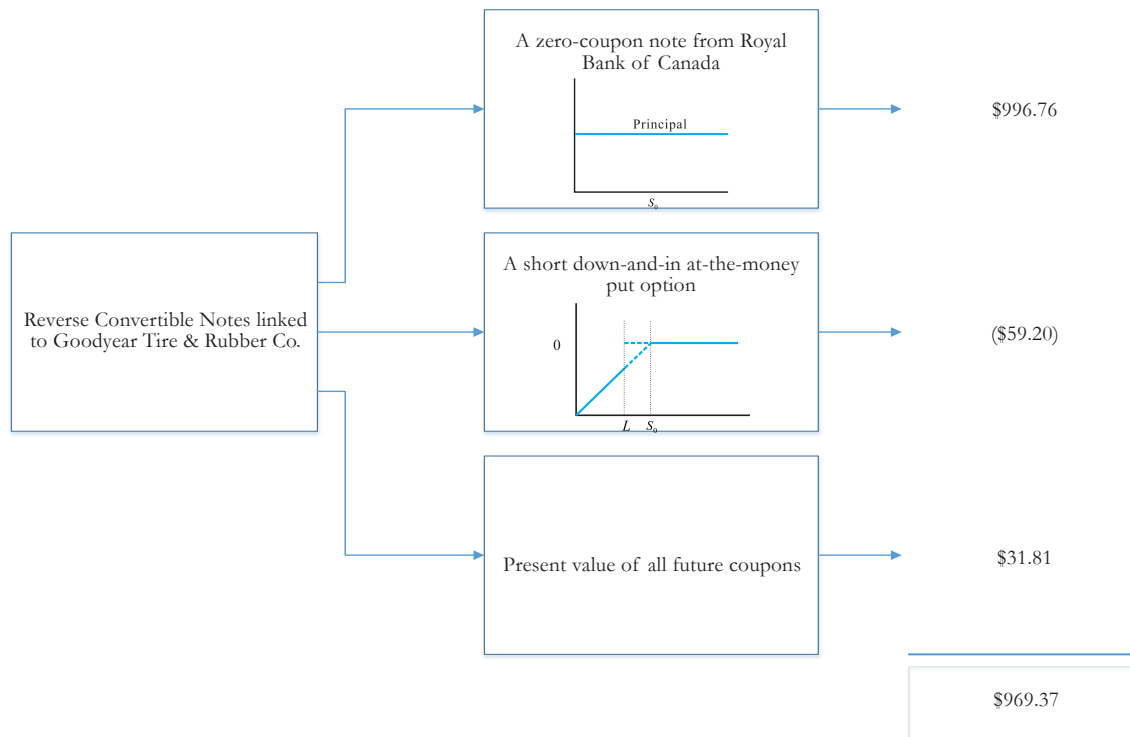 A zero-coupon note from Royal
Bank of Canada
Principal
S₀
$996.76
Reverse Convertible Notes linked
to Goodyear Tire & Rubber Co.
A short down-and-in at-the-money
put option
0
L S₀
($59.20)
Present value of all future coupons
$31.81
$969.37